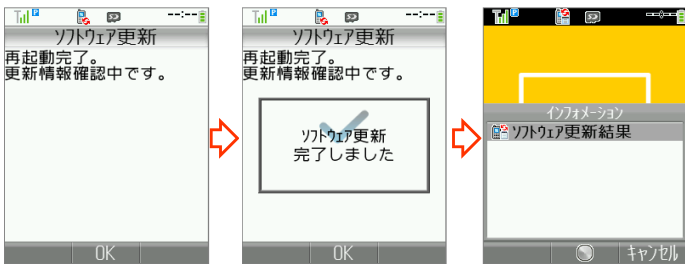 --:--
ソフトウェア更新
再起動完了。
更新情報確認中です。
OK
--:--
ソフトウェア更新
再起動完了。
更新情報確認中です。
ソフトウェア更新
完了しました
OK
インフォメーション
ソフトウェア更新結果
キャンセル